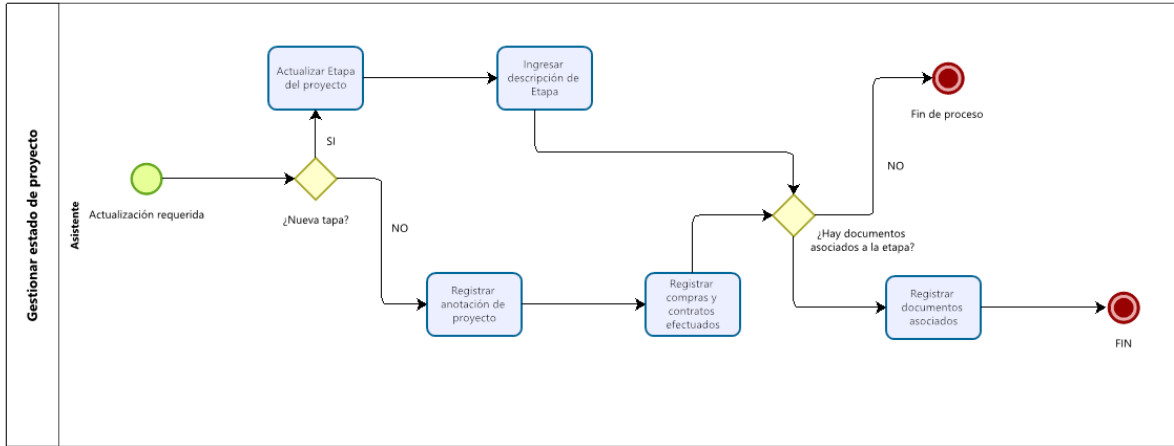 Gestionar estado de proyecto
Asistente
Actualización requerida
¿Nueva tapa?
SI
Actualizar Etapa
del proyecto
Ingresar
descripción de
Etapa
NO
Registrar
anotación de
proyecto
Registrar
compras y
contratos
efectuados
¿Hay documentos
asociados a la etapa?
NO
Fin de proceso
Registrar
documentos
asociados
FIN